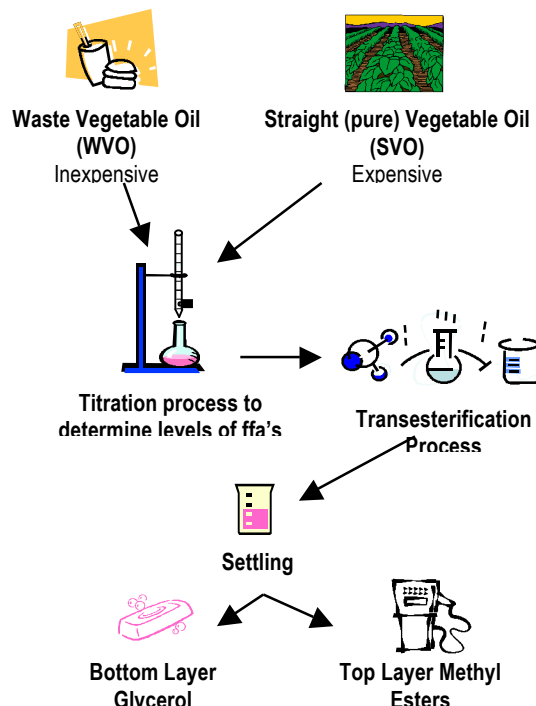 Waste Vegetable Oil
(WVO)
Inexpensive
Straight (pure) Vegetable Oil
(SVO)
Expensive
Titration process to
determine levels of ffa's
Transesterification
Process
Settling
Bottom Layer
Glycerol
Top Layer Methyl
Esters